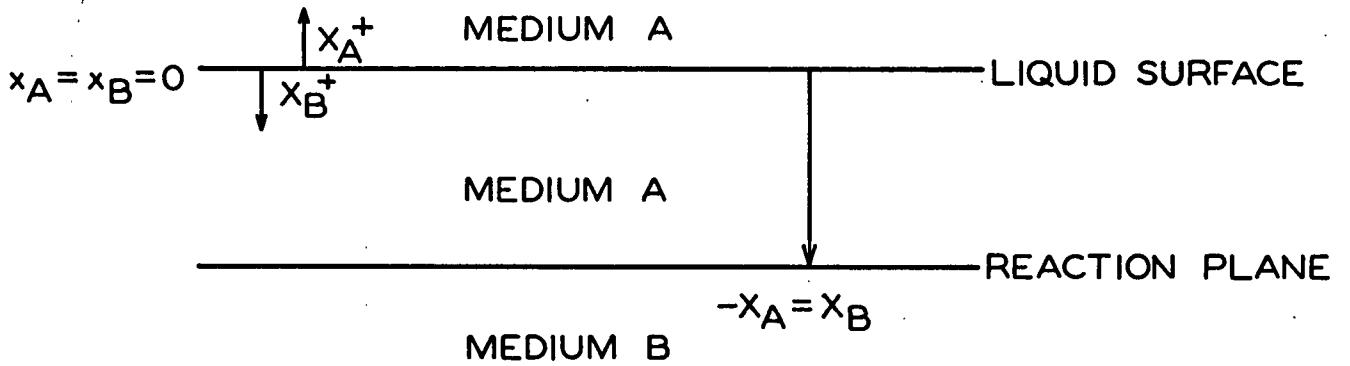 MEDIUM A
X_A^+
x_A = x_B = 0
LIQUID SURFACE
X_B^+
MEDIUM A
REACTION PLANE
-X_A = X_B
MEDIUM B